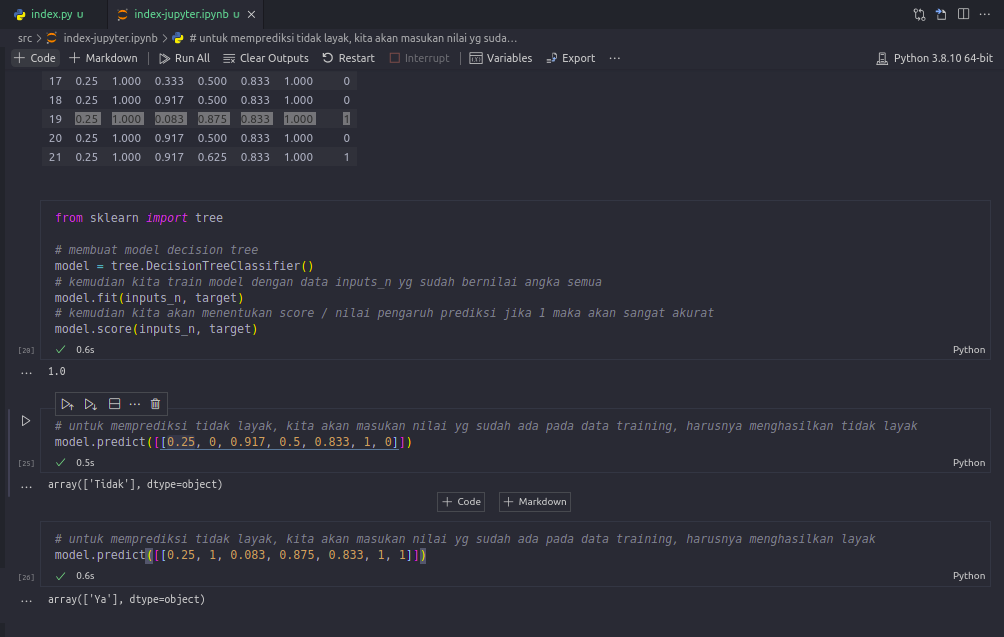 index.py U index-jupyter.ipynb U
src > index-jupyter.ipynb > # untuk memprediksi tidak layak, kita akan masukan nilai yg suda…
+ Code + Markdown Run All Clear Outputs Restart Interrupt Variables Export ··· Python 3.8.10 64-bit
17 0.25 1.000 0.333 0.500 0.833 1.000 0
18 0.25 1.000 0.917 0.500 0.833 1.000 0
19 0.25 1.000 0.083 0.875 0.833 1.000 1
20 0.25 1.000 0.917 0.500 0.833 1.000 0
21 0.25 1.000 0.917 0.625 0.833 1.000 1
from sklearn import tree
# membuat model decision tree
model = tree.DecisionTreeClassifier()
# kemudian kita train model dengan data inputs_n yg sudah bernilai angka semua
model.fit(inputs_n, target)
# kemudian kita akan menentukan score / nilai pengaruh prediksi jika 1 maka akan sangat akurat
model.score(inputs_n, target)
[20] ✓ 0.6s Python
... 1.0
# untuk memprediksi tidak layak, kita akan masukan nilai yg sudah ada pada data training, harusnya menghasilkan tidak layak
model.predict([[0.25, 0, 0.917, 0.5, 0.833, 1, 0]])
[25] ✓ 0.5s Python
... array(['Tidak'], dtype=object)
+ Code + Markdown
# untuk memprediksi tidak layak, kita akan masukan nilai yg sudah ada pada data training, harusnya menghasilkan layak
model.predict([[0.25, 1, 0.083, 0.875, 0.833, 1, 1]])
[26] ✓ 0.6s Python
... array(['Ya'], dtype=object)